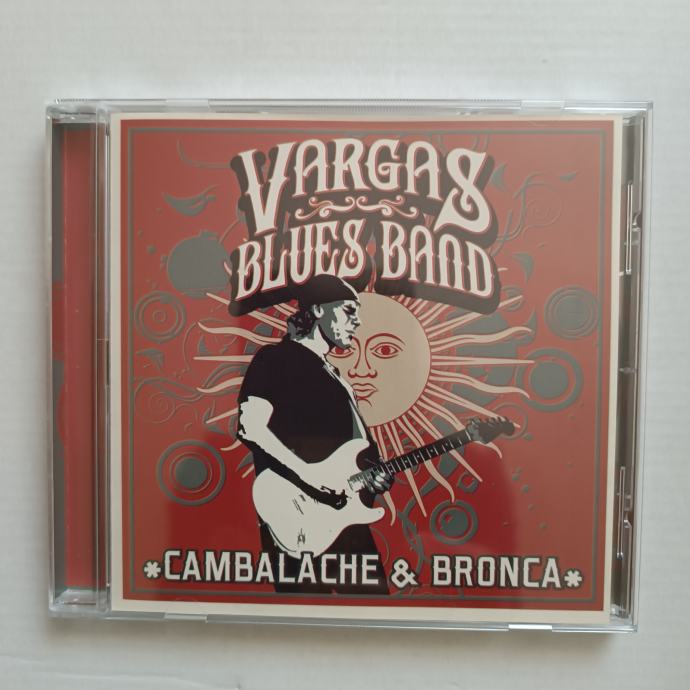 VARGAS
BLUES BAND
*CAMBALACHE & BRONCA*